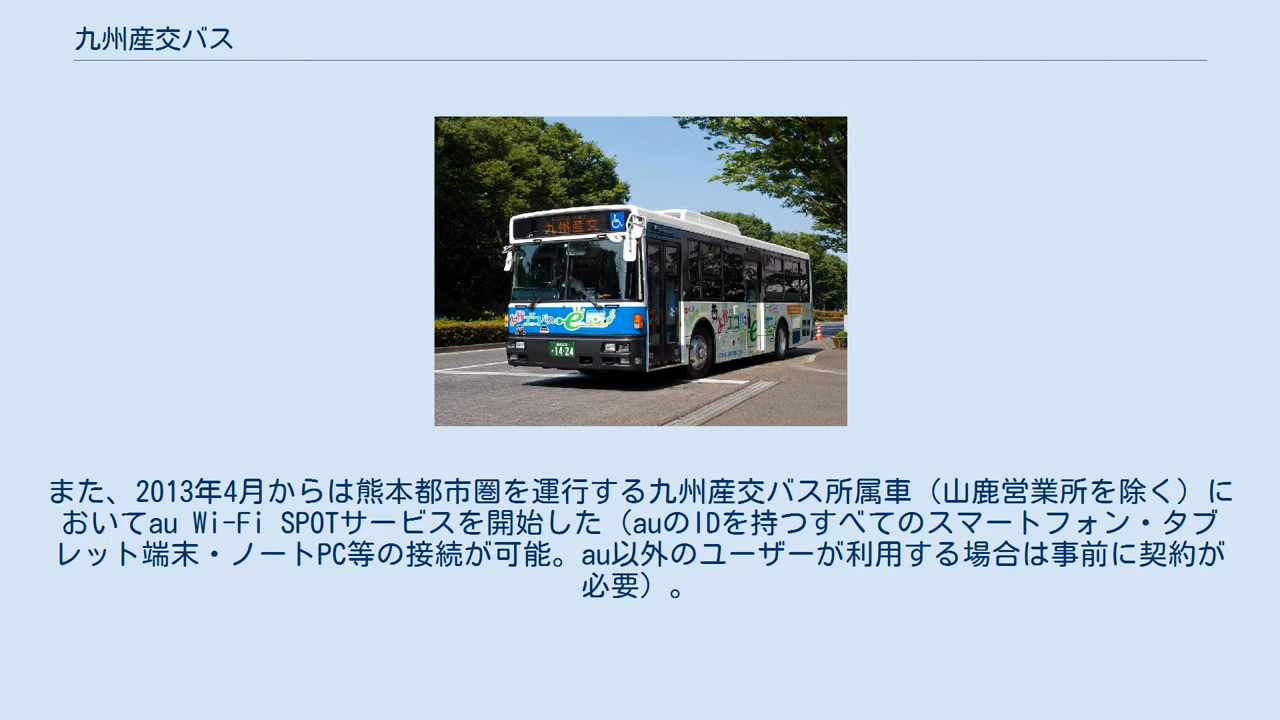 九州産交バス
九州産交
14-24
また、2013年4月からは熊本都市圏を運行する九州産交バス所属車（山鹿営業所を除く）に
おいてau Wi-Fi SPOTサービスを開始した（auのIDを持つすべてのスマートフォン・タブ
レット端末・ノートPC等の接続が可能。au以外のユーザーが利用する場合は事前に契約が
必要）。